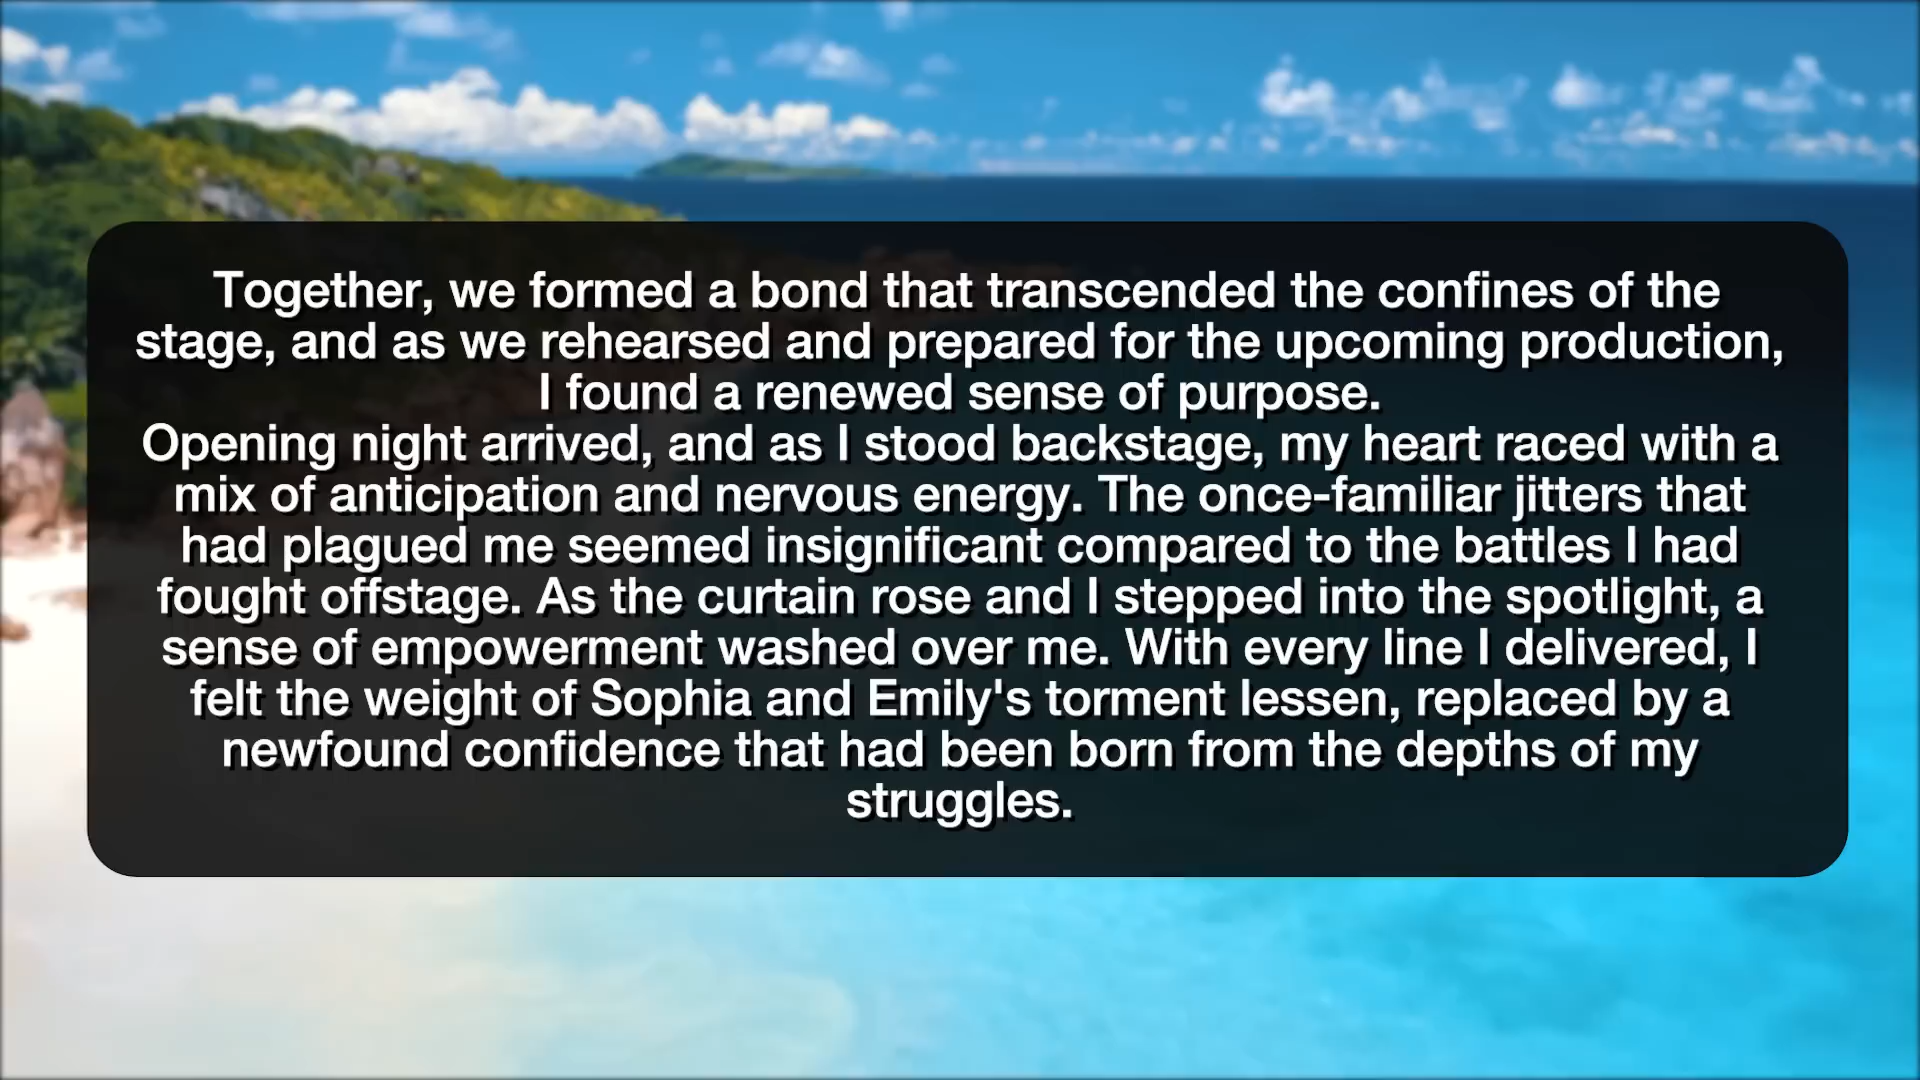 Together, we formed a bond that transcended the confines of the
stage, and as we rehearsed and prepared for the upcoming production,
I found a renewed sense of purpose.
Opening night arrived, and as I stood backstage, my heart raced with a
mix of anticipation and nervous energy. The once-familiar jitters that
had plagued me seemed insignificant compared to the battles I had
fought offstage. As the curtain rose and I stepped into the spotlight, a
sense of empowerment washed over me. With every line I delivered, I
felt the weight of Sophia and Emily's torment lessen, replaced by a
newfound confidence that had been born from the depths of my
struggles.